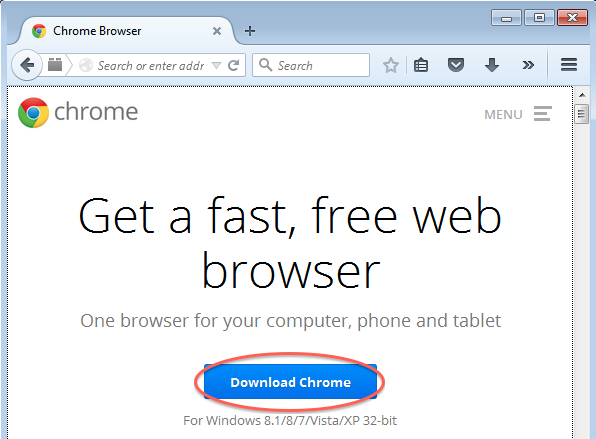 Chrome Browser
Search or enter addr
Search
chrome
MENU
Get a fast, free web
browser
One browser for your computer, phone and tablet
Download Chrome
For Windows 8.1/8/7/Vista/XP 32-bit